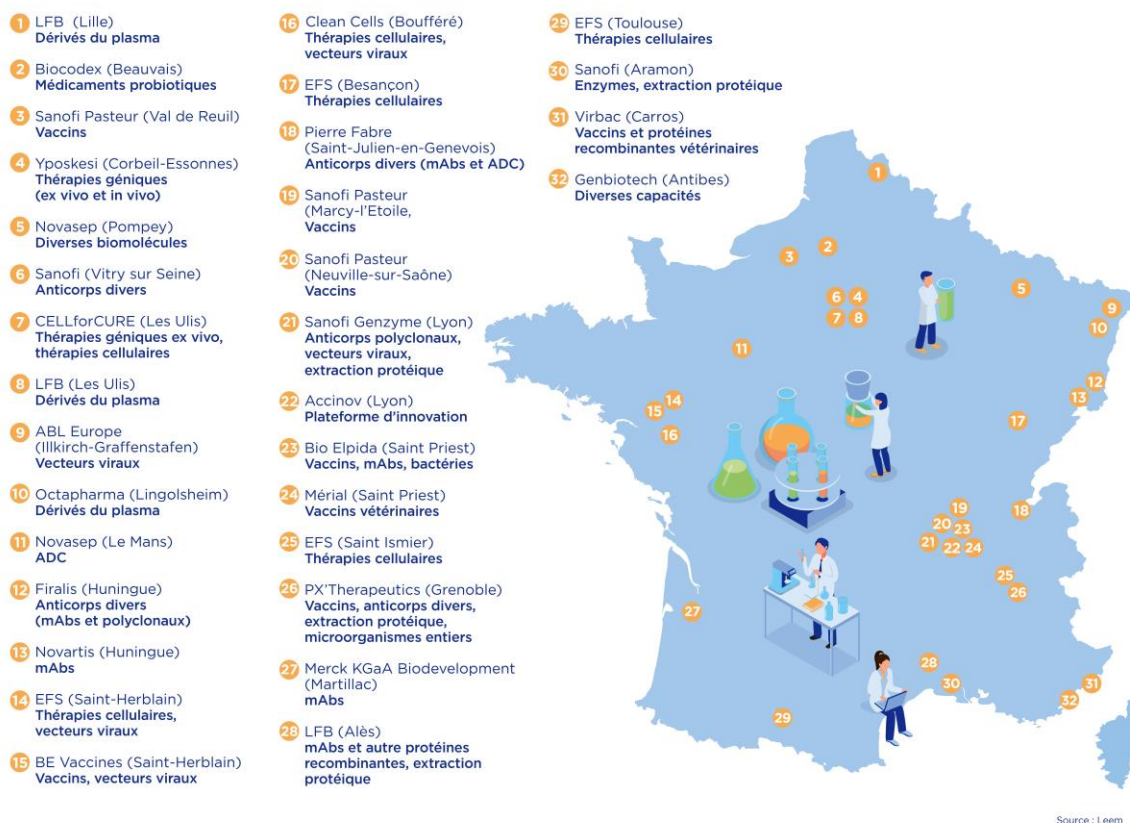 1 LFB (Lille)
Dérivés du plasma
2 Biocodex (Beauvais)
Médicaments probiotiques
3 Sanofi Pasteur (Val de Reuil)
Vaccins
4 Yposkesi (Corbeil-Essonnes)
Thérapies géniques
(ex vivo et in vivo)
5 Novasep (Pompey)
Diverses biomolécules
6 Sanofi (Vitry sur Seine)
Anticorps divers
7 CELLforCURE (Les Ulis)
Thérapies géniques ex vivo,
thérapies cellulaires
8 LFB (Les Ulis)
Dérivés du plasma
9 ABL Europe
(Illkirch-Graffenstafen)
Vecteurs viraux
10 Octapharma (Lingolsheim)
Dérivés du plasma
11 Novasep (Le Mans)
ADC
12 Firalis (Huningue)
Anticorps divers
(mAbs et polyclonaux)
13 Novartis (Huningue)
mAbs
14 EFS (Saint-Herblain)
Thérapies cellulaires,
vecteurs viraux
15 BE Vaccines (Saint-Herblain)
Vaccins, vecteurs viraux
16 Clean Cells (Boufféré)
Thérapies cellulaires,
vecteurs viraux
17 EFS (Besançon)
Thérapies cellulaires
18 Pierre Fabre
(Saint-Julien-en-Genevois)
Anticorps divers (mAbs et ADC)
19 Sanofi Pasteur
(Marcy-l'Etoile,
Vaccins
20 Sanofi Pasteur
(Neuville-sur-Saône)
Vaccins
21 Sanofi Genzyme (Lyon)
Anticorps polyclonaux,
vecteurs viraux,
extraction protéique
22 Accinov (Lyon)
Plateforme d'innovation
23 Bio Elpida (Saint Priest)
Vaccins, mAbs, bactéries
24 Mérial (Saint Priest)
Vaccins vétérinaires
25 EFS (Saint Ismier)
Thérapies cellulaires
26 PX'Therapeutics (Grenoble)
Vaccins, anticorps divers,
extraction protéique,
microorganismes entiers
27 Merck KGaA Biodevelopment
(Martillac)
mAbs
28 LFB (Alès)
mAbs et autre protéines
recombinantes, extraction
protéique
29 EFS (Toulouse)
Thérapies cellulaires
30 Sanofi (Aramon)
Enzymes, extraction protéique
31 Virbac (Carros)
Vaccins et protéines
recombinantes vétérinaires
32 Genbiotech (Antibes)
Diverses capacités
1
2
3
6 4
5
7 8
9
10
11
12
13
14
15
16
17
18
19
20 23
21 22 24
25
26
27
28
30
31
32
29
Source : Leem